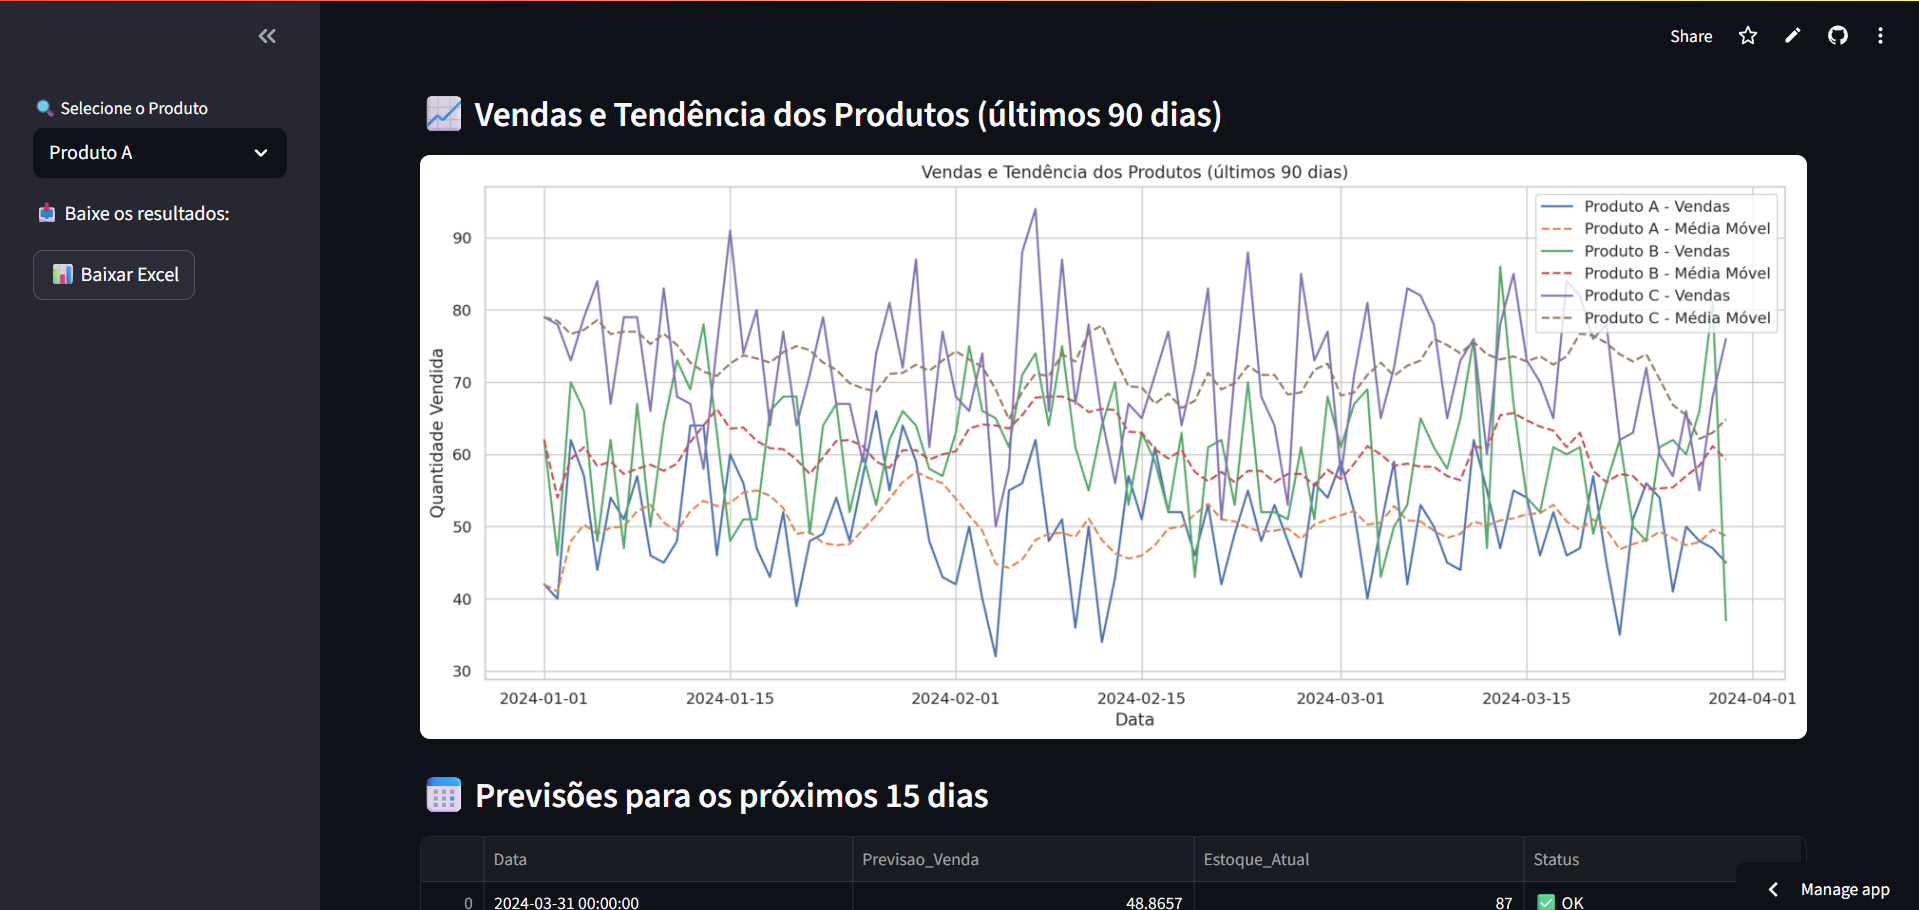 Share
Selecione o Produto
Produto A
Baixe os resultados:
Baixar Excel
Vendas e Tendência dos Produtos (últimos 90 dias)
Vendas e Tendência dos Produtos (últimos 90 dias)
Produto A - Vendas
Produto A - Média Móvel
Produto B - Vendas
Produto B - Média Móvel
Produto C - Vendas
Produto C - Média Móvel
Quantidade Vendida
90
80
70
60
50
40
30
2024-01-01 2024-01-15 2024-02-01 2024-02-15 2024-03-01 2024-03-15 2024-04-01
Data
Previsões para os próximos 15 dias
Data Previsao_Venda Estoque_Atual Status
0 2024-03-31 00:00:00 48.8657 87 ✅ OK
Manage app